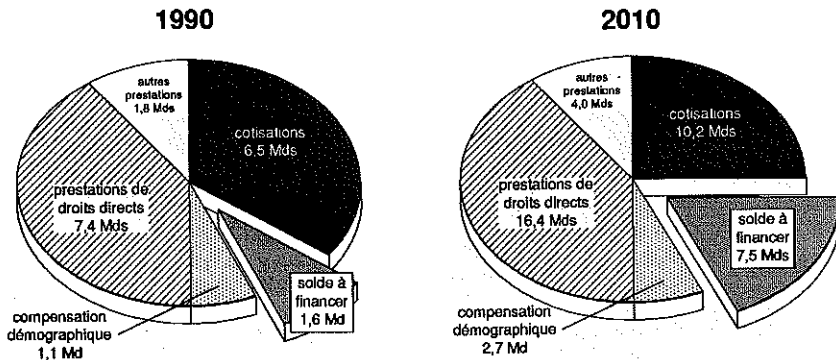 1990
autres
prestations
1,8 Mds
cotisations
6,5 Mds
prestations de
droits directs
7,4 Mds
solde à
financer
1,6 Md
compensation
démographique
1,1 Md
2010
autres
prestations
4,0 Mds
cotisations
10,2 Mds
prestations de
droits directs
16,4 Mds
solde à
financer
7,5 Mds
compensation
démographique
2,7 Md